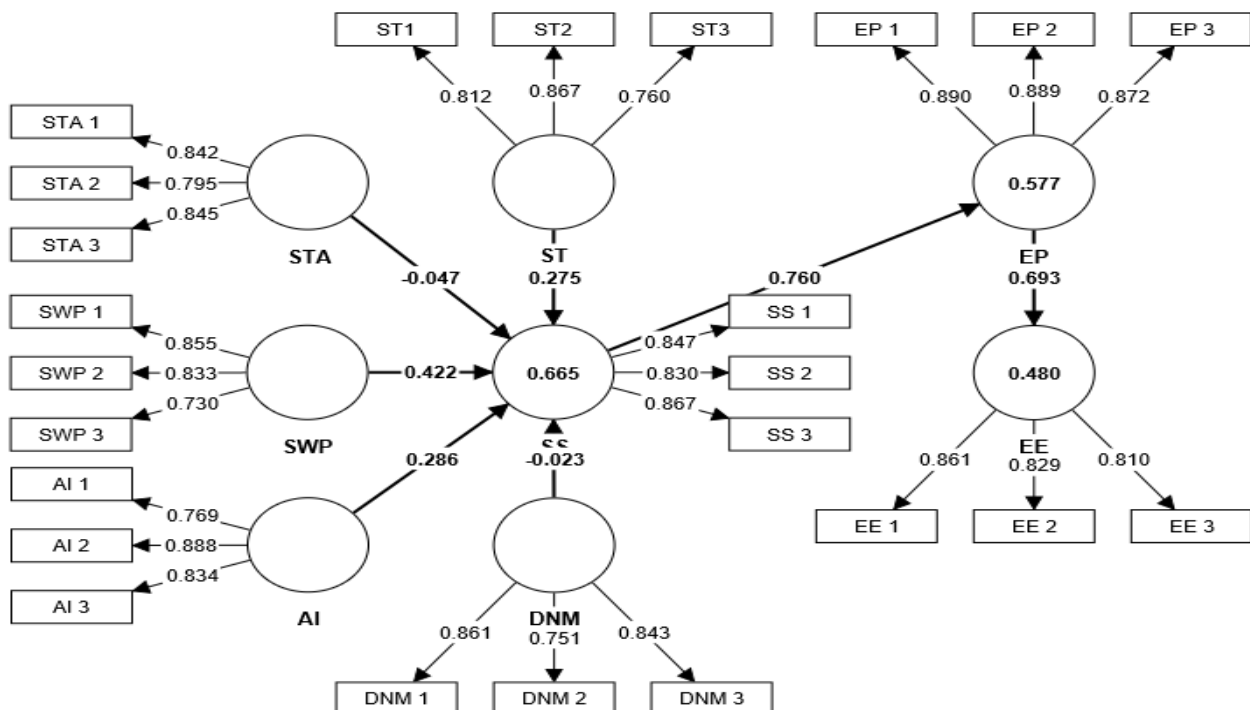 ST1
ST2
ST3
EP 1
EP 2
EP 3
0.812
0.867
0.760
0.890
0.889
0.872
STA 1
STA 2
STA 3
0.842
0.795
0.845
STA
ST
0.577
EP
-0.047
0.275
0.760
0.693
SWP 1
SWP 2
SWP 3
0.855
0.833
0.730
SWP
0.422
0.665
SS
0.847
0.830
0.867
SS 1
SS 2
SS 3
0.480
EE
0.861
0.829
0.810
EE 1
EE 2
EE 3
AI 1
AI 2
AI 3
0.769
0.888
0.834
AI
0.286
-0.023
DNM
0.861
0.751
0.843
DNM 1
DNM 2
DNM 3